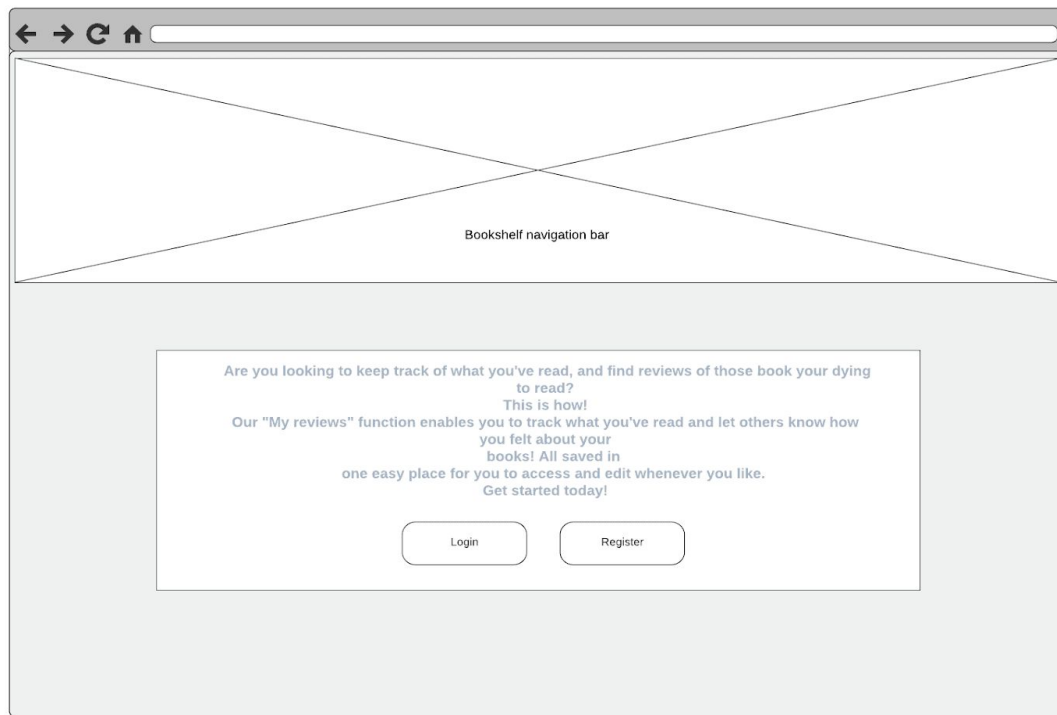 Bookshelf navigation bar
Are you looking to keep track of what you've read, and find reviews of those book your dying
to read?
This is how!
Our "My reviews" function enables you to track what you've read and let others know how
you felt about your
books! All saved in
one easy place for you to access and edit whenever you like.
Get started today!
Login
Register